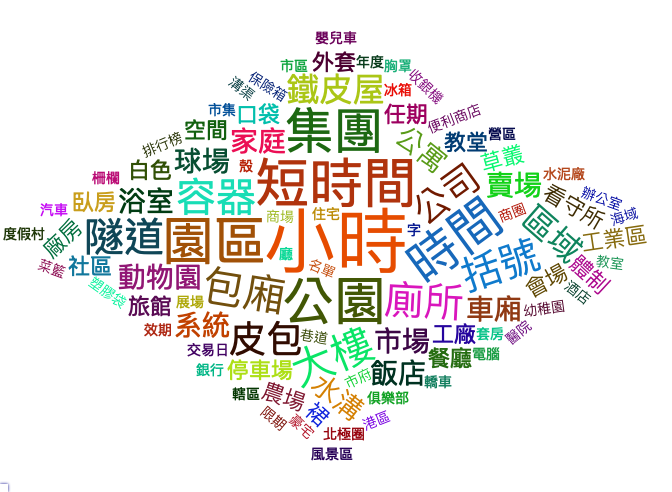 嬰兒車
外套
年度
市區
胸罩
保險箱
收銀機
溝渠
鐵皮屋
冰箱
市集
口袋
集團
任期
便利商店
空間
家庭
公寓
教堂
營區
排行榜
球場
殼
草叢
白色
短時間
公司
賣場
水泥廠
柵欄
臥房
浴室
容器
看守所
辦公室
汽車
商場
住宅
商圈
海域
度假村
廠房
隧道
園區
小時
時間
字
區域
工業區
廳
菜籃
社區
動物園
名單
括號
體制
教室
塑膠袋
包廂
公園
廁所
會場
酒店
旅館
展場
車廂
幼稚園
效期
系統
皮包
巷道
市場
工廠
套房
醫院
交易日
大樓
餐廳
電腦
銀行
停車場
市府
飯店
轎車
轄區
農場
水溝
俱樂部
限期
豪宅
裙
港區
北極圈
風景區